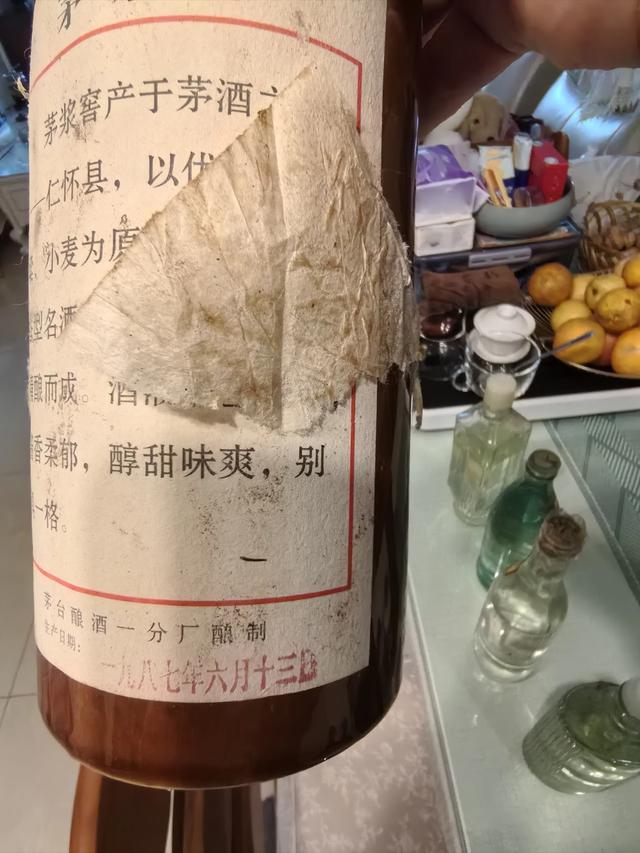 茅
茅浆窖产于茅酒
仁怀县，以优
小麦为原
型名酒
酿而成。酒
香柔郁，醇甜味爽，别
一格。
茅台酿酒一分厂酿制
生产日期：
一九八七年六月十三日